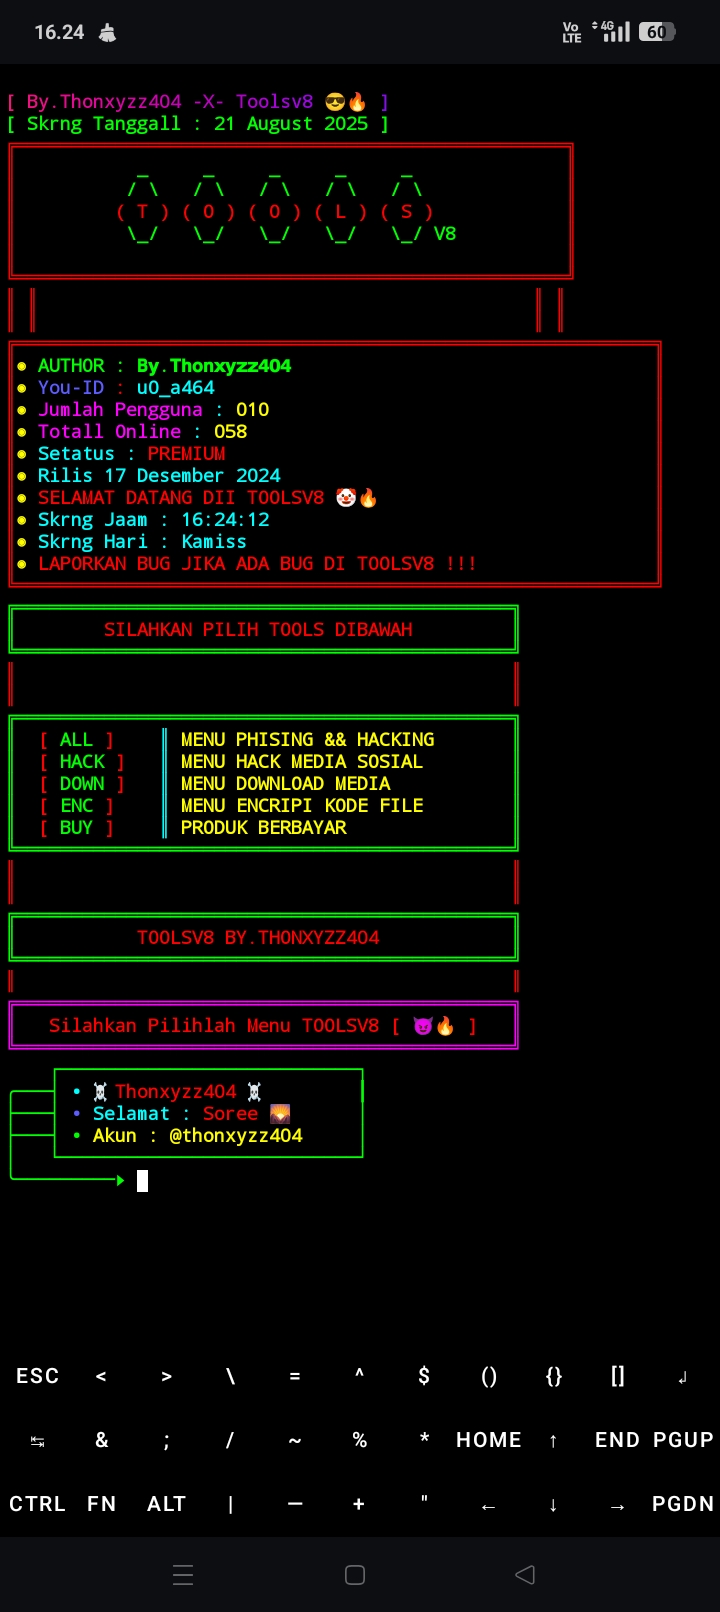 16.24
Vo LTE 4G 60
[ By.Thonxyzz404 -X- Toolsv8 😎🔥 ]
[ Skrng Tanggall : 21 August 2025 ]
( T ) ( O ) ( O ) ( L ) ( S )
V8
AUTHOR : By.Thonxyzz404
You-ID : u0_a464
Jumlah Pengguna : 010
Totall Online : 058
Setatus : PREMIUM
Rilis 17 Desember 2024
SELAMAT DATANG DII TOOLSV8 🤡🔥
Skrng Jaam : 16:24:12
Skrng Hari : Kamiss
LAPORKAN BUG JIKA ADA BUG DI TOOLSV8 !!!
SILAHKAN PILIH TOOLS DIBAWAH
[ ALL ] ║ MENU PHISING && HACKING
[ HACK ] ║ MENU HACK MEDIA SOSIAL
[ DOWN ] ║ MENU DOWNLOAD MEDIA
[ ENC ] ║ MENU ENCRIPI KODE FILE
[ BUY ] ║ PRODUK BERBAYAR
TOOLSV8 BY.THONXYZZ404
Silahkan Pilihlah Menu TOOLSV8 [ 😈🔥 ]
• ☠️ Thonxyzz404 ☠️
• Selamat : Soree 🌄
• Akun : @thonxyzz404
ESC < > \ = ^ $ () {} [] ↲
↹ & ; / ~ % * HOME ↑ END PGUP
CTRL FN ALT | — + " ← ↓ → PGDN